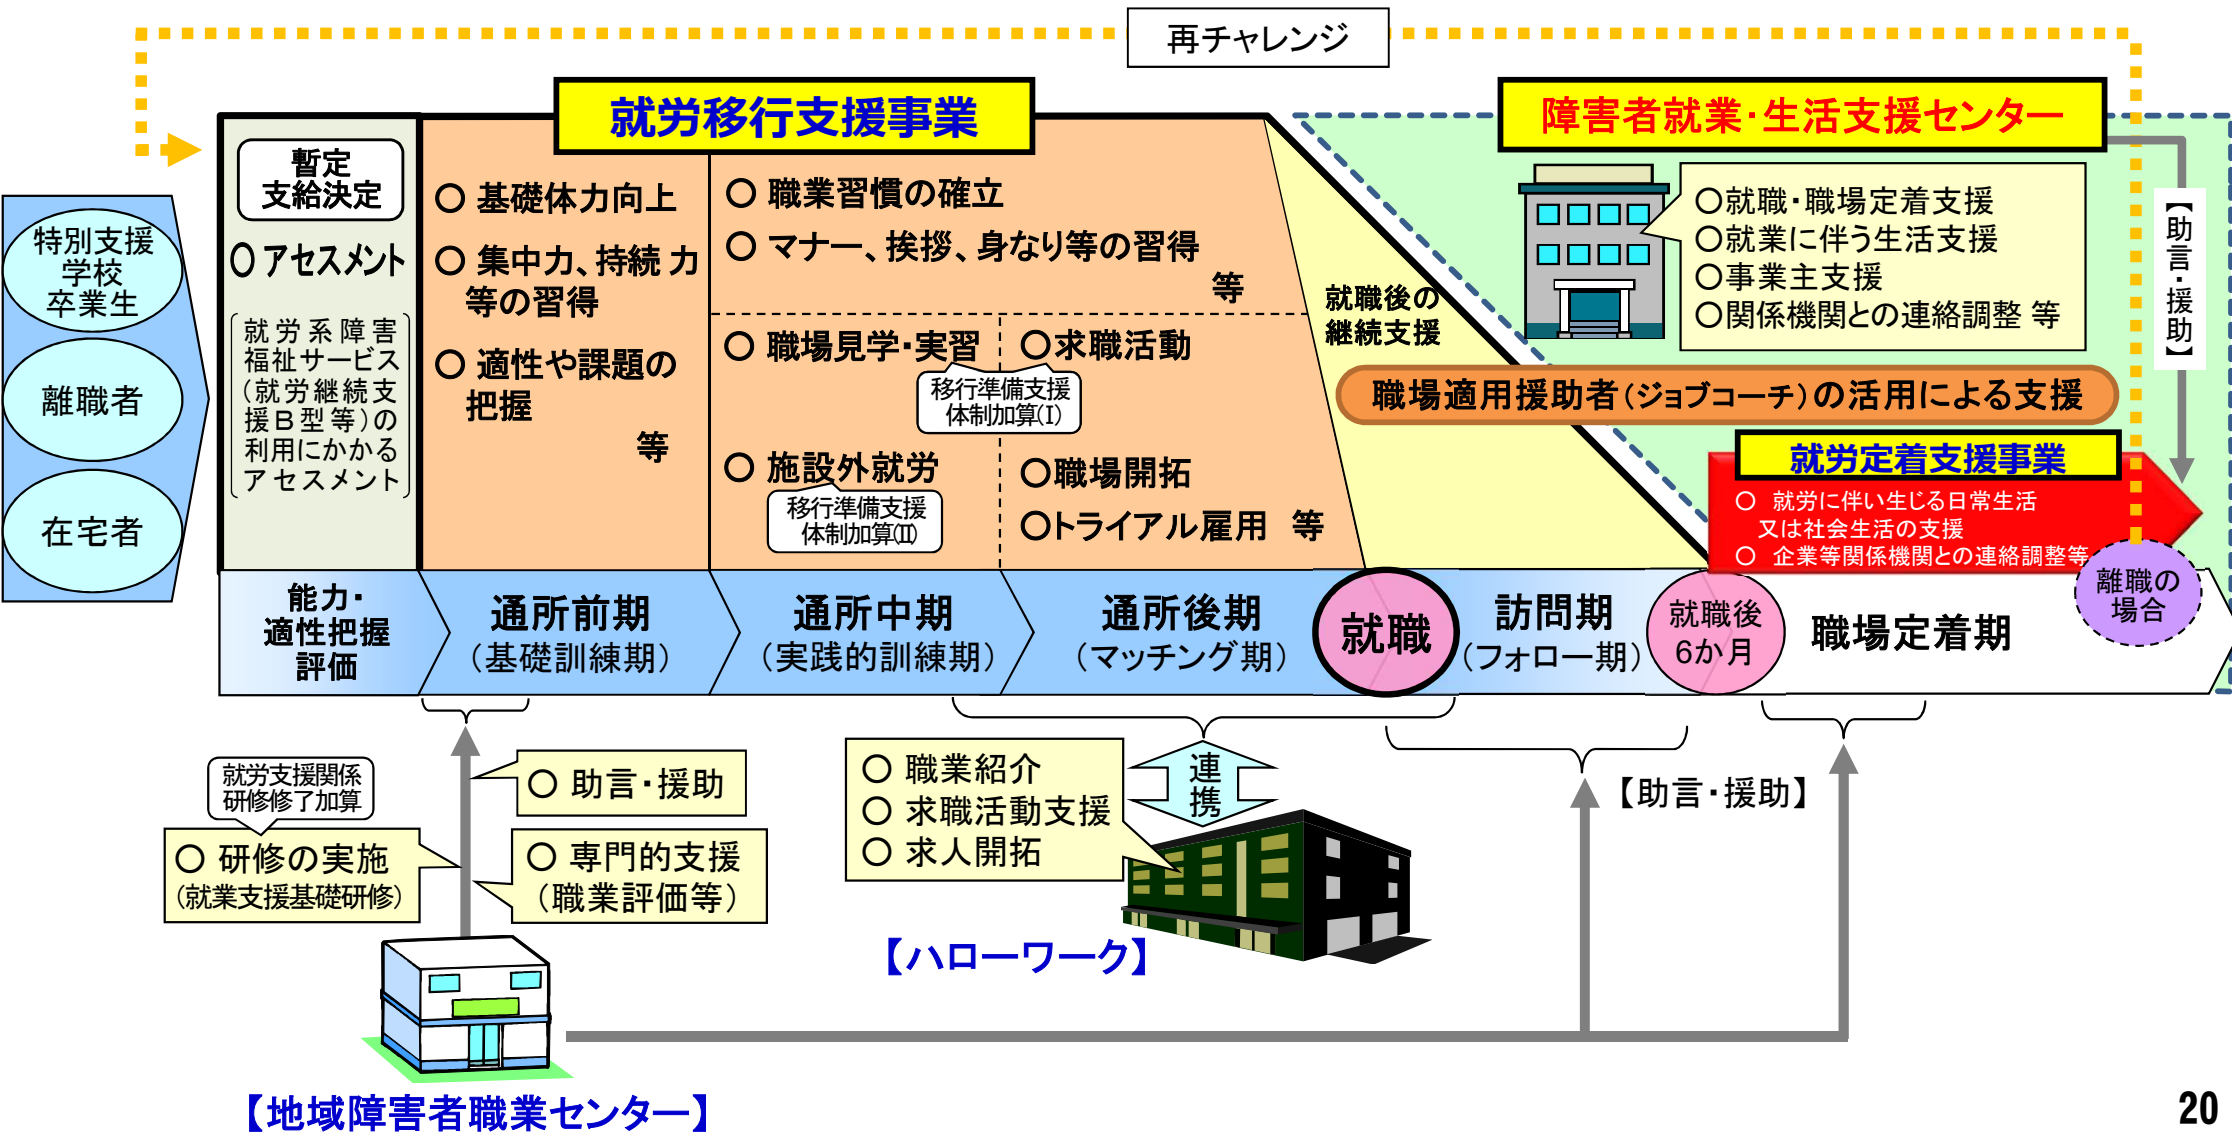 再チャレンジ
就労移行支援事業
障害者就業・生活支援センター
暫定
支給決定
○ アセスメント
就労系障害
福祉サービス
(就労継続支
援B型等)の
利用にかかる
アセスメント
特別支援
学校
卒業生
離職者
在宅者
○ 基礎体力向上
○ 集中力、持続力
等の習得
○ 適性や課題の
把握
等
○ 職業習慣の確立
○ マナー、挨拶、身なり等の習得
等
○ 職場見学・実習
○求職活動
移行準備支援
体制加算(Ⅰ)
○ 施設外就労
移行準備支援
体制加算(Ⅱ)
○職場開拓
○トライアル雇用 等
就職後の
継続支援
○就職・職場定着支援
○就業に伴う生活支援
○事業主支援
○関係機関との連絡調整 等
【助言・援助】
職場適用援助者(ジョブコーチ)の活用による支援
就労定着支援事業
○ 就労に伴い生じる日常生活
又は社会生活の支援
○ 企業等関係機関との連絡調整等
離職の
場合
能力・
適性把握
評価
通所前期
(基礎訓練期)
通所中期
(実践的訓練期)
通所後期
(マッチング期)
就職
訪問期
(フォロー期)
就職後
6か月
職場定着期
就労支援関係
研修修了加算
○ 研修の実施
(就業支援基礎研修)
○ 助言・援助
○ 専門的支援
(職業評価等)
○ 職業紹介
○ 求職活動支援
○ 求人開拓
連
携
【助言・援助】
【ハローワーク】
【地域障害者職業センター】
20